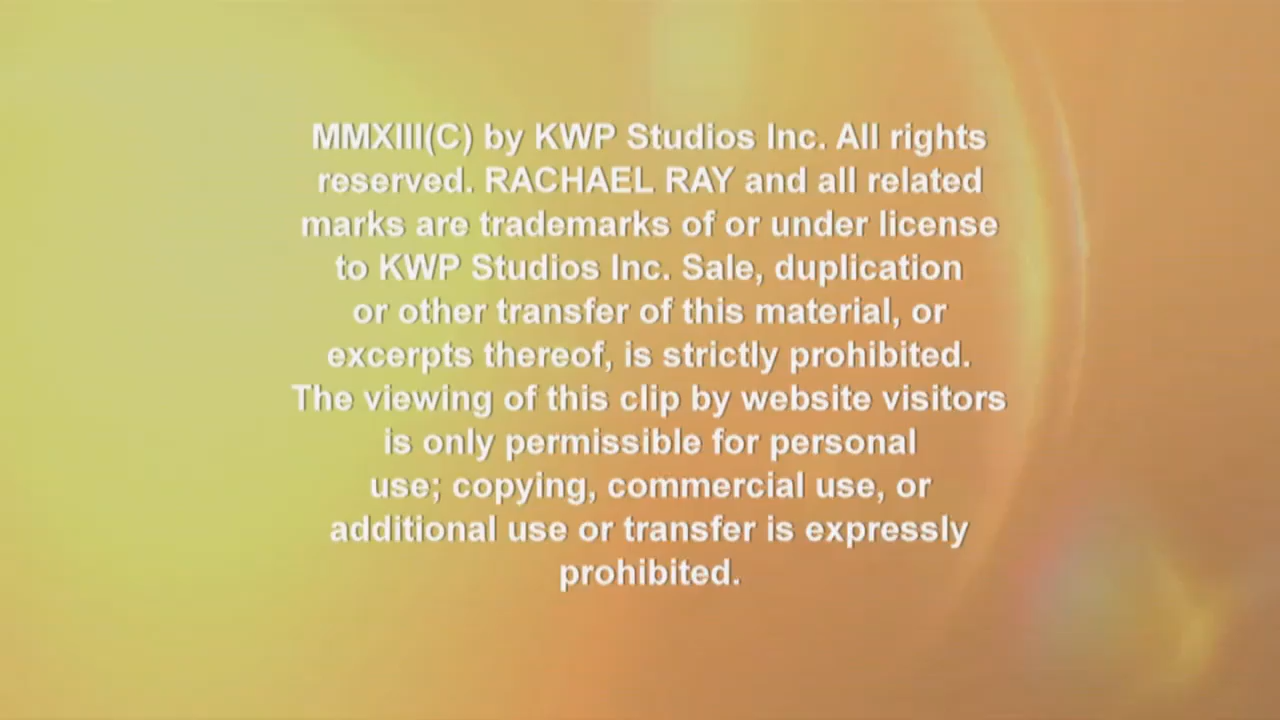 MMXIII(C) by KWP Studios Inc. All rights
reserved. RACHAEL RAY and all related
marks are trademarks of or under license
to KWP Studios Inc. Sale, duplication
or other transfer of this material, or
excerpts thereof, is strictly prohibited.
The viewing of this clip by website visitors
is only permissible for personal
use; copying, commercial use, or
additional use or transfer is expressly
prohibited.